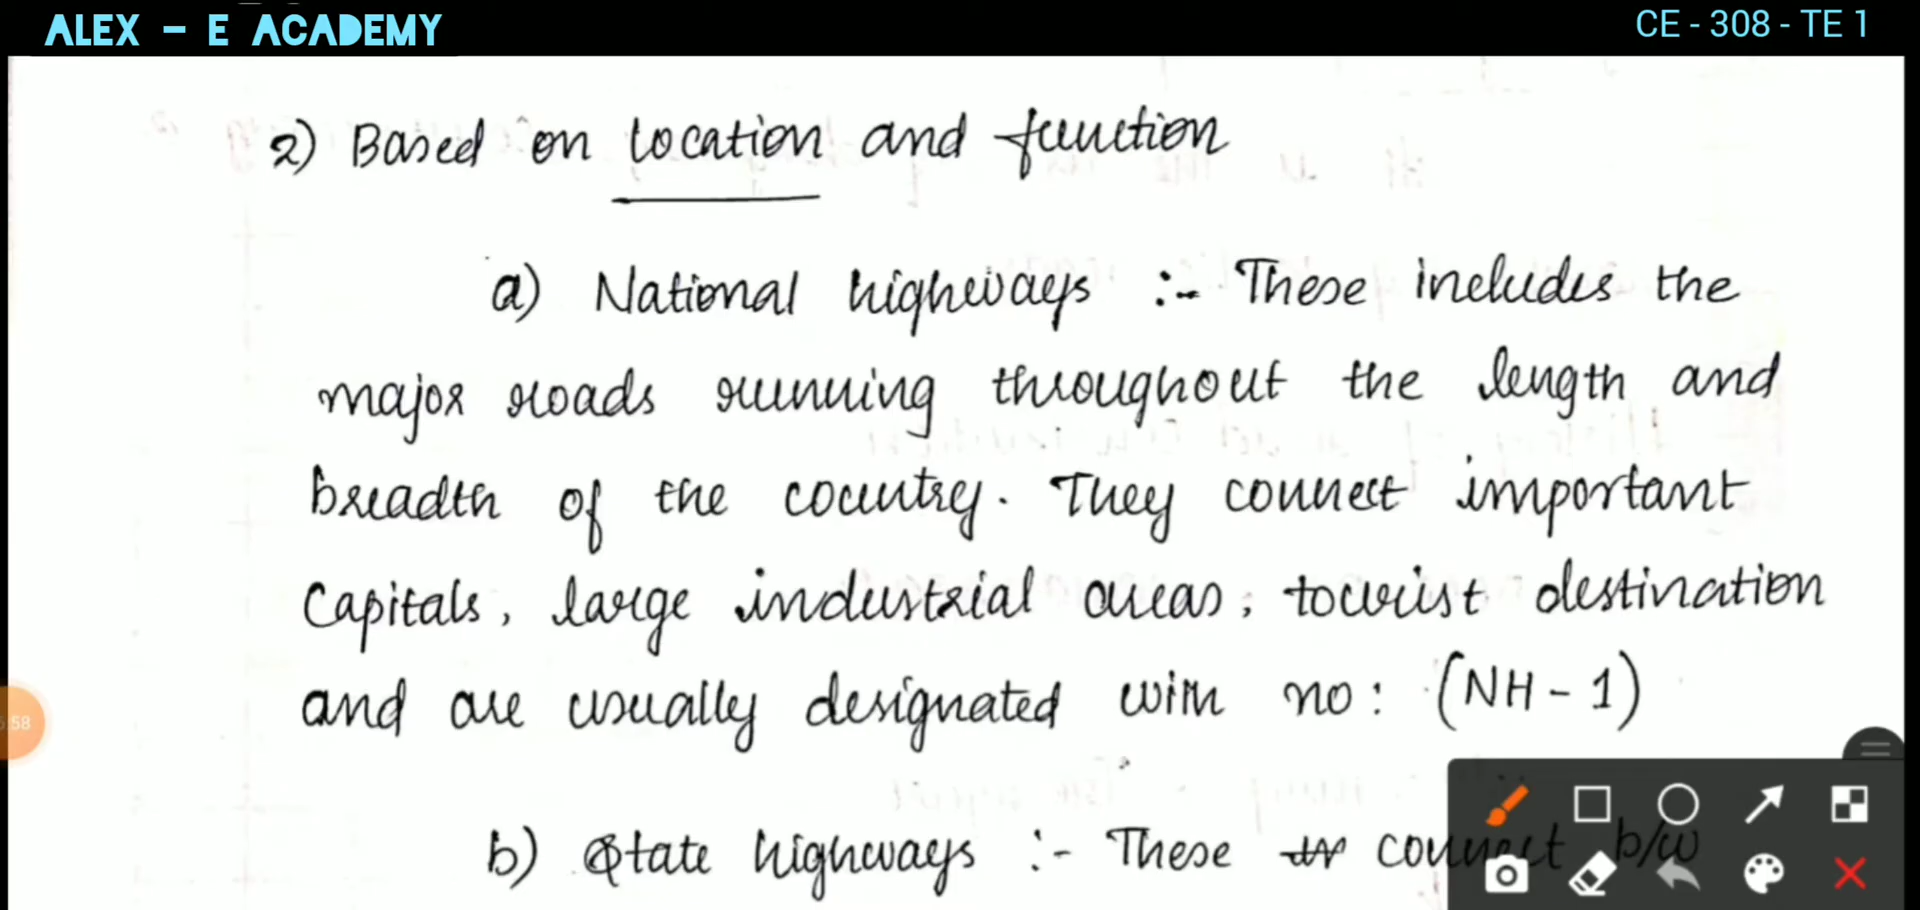 ALEX - E ACADEMY
CE - 308 - TE 1
2) Based on location and function
a) National highways :- These includes the
major roads running throughout the length and
breadth of the country. They connect important
Capitals, large industrial areas, tourist destination
and are usually designated with no: (NH - 1)
:58
b) State highways :- These connect b/w